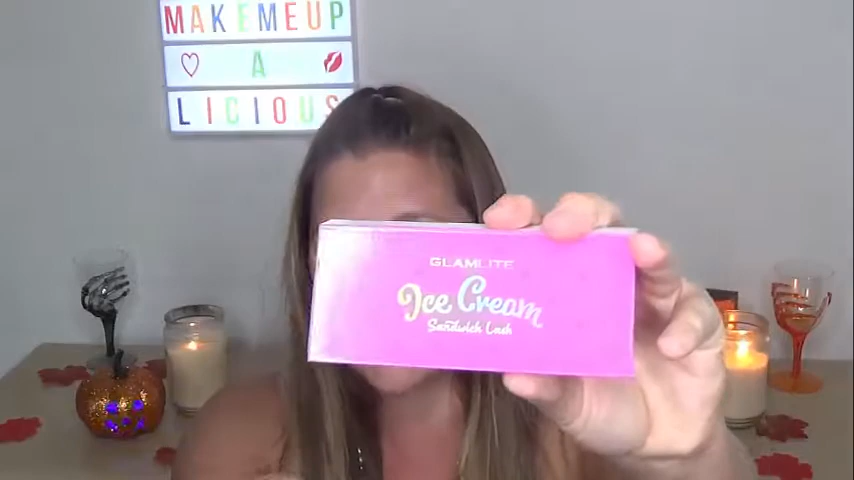 MAKEMEUP
A
LICIOUS
GLAMLITE
Ice Cream
Sandwich Lash